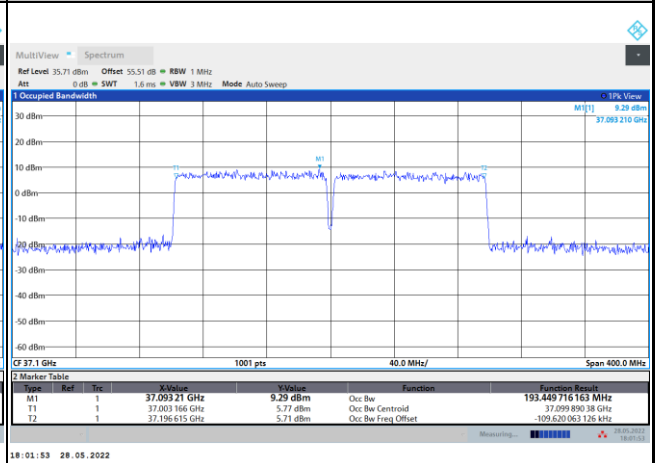 MultiView Spectrum
Ref Level 35.71 dBm Offset 55.51 dB RBW 1 MHz
Att 0 dB SWT 1.6 ms VBW 3 MHz Mode Auto Sweep
1 Occupied Bandwidth 1Pk View
M1[1] 9.29 dBm
37.093 210 GHz
30 dBm
20 dBm
M1
10 dBm
T1 T2
0 dBm
-10 dBm
-20 dBm
-30 dBm
-40 dBm
-50 dBm
-60 dBm
CF 37.1 GHz 1001 pts 40.0 MHz/ Span 400.0 MHz
2 Marker Table
Type Ref Trc X-Value Y-Value Function Function Result
M1 1 37.093 21 GHz 9.29 dBm Occ Bw 193.449 716 163 MHz
T1 1 37.003 166 GHz 5.77 dBm Occ Bw Centroid 37.099 890 38 GHz
T2 1 37.196 615 GHz 5.71 dBm Occ Bw Freq Offset -109.620 063 126 kHz
Measuring... 28.05.2022
18:01:53
18:01:53 28.05.2022